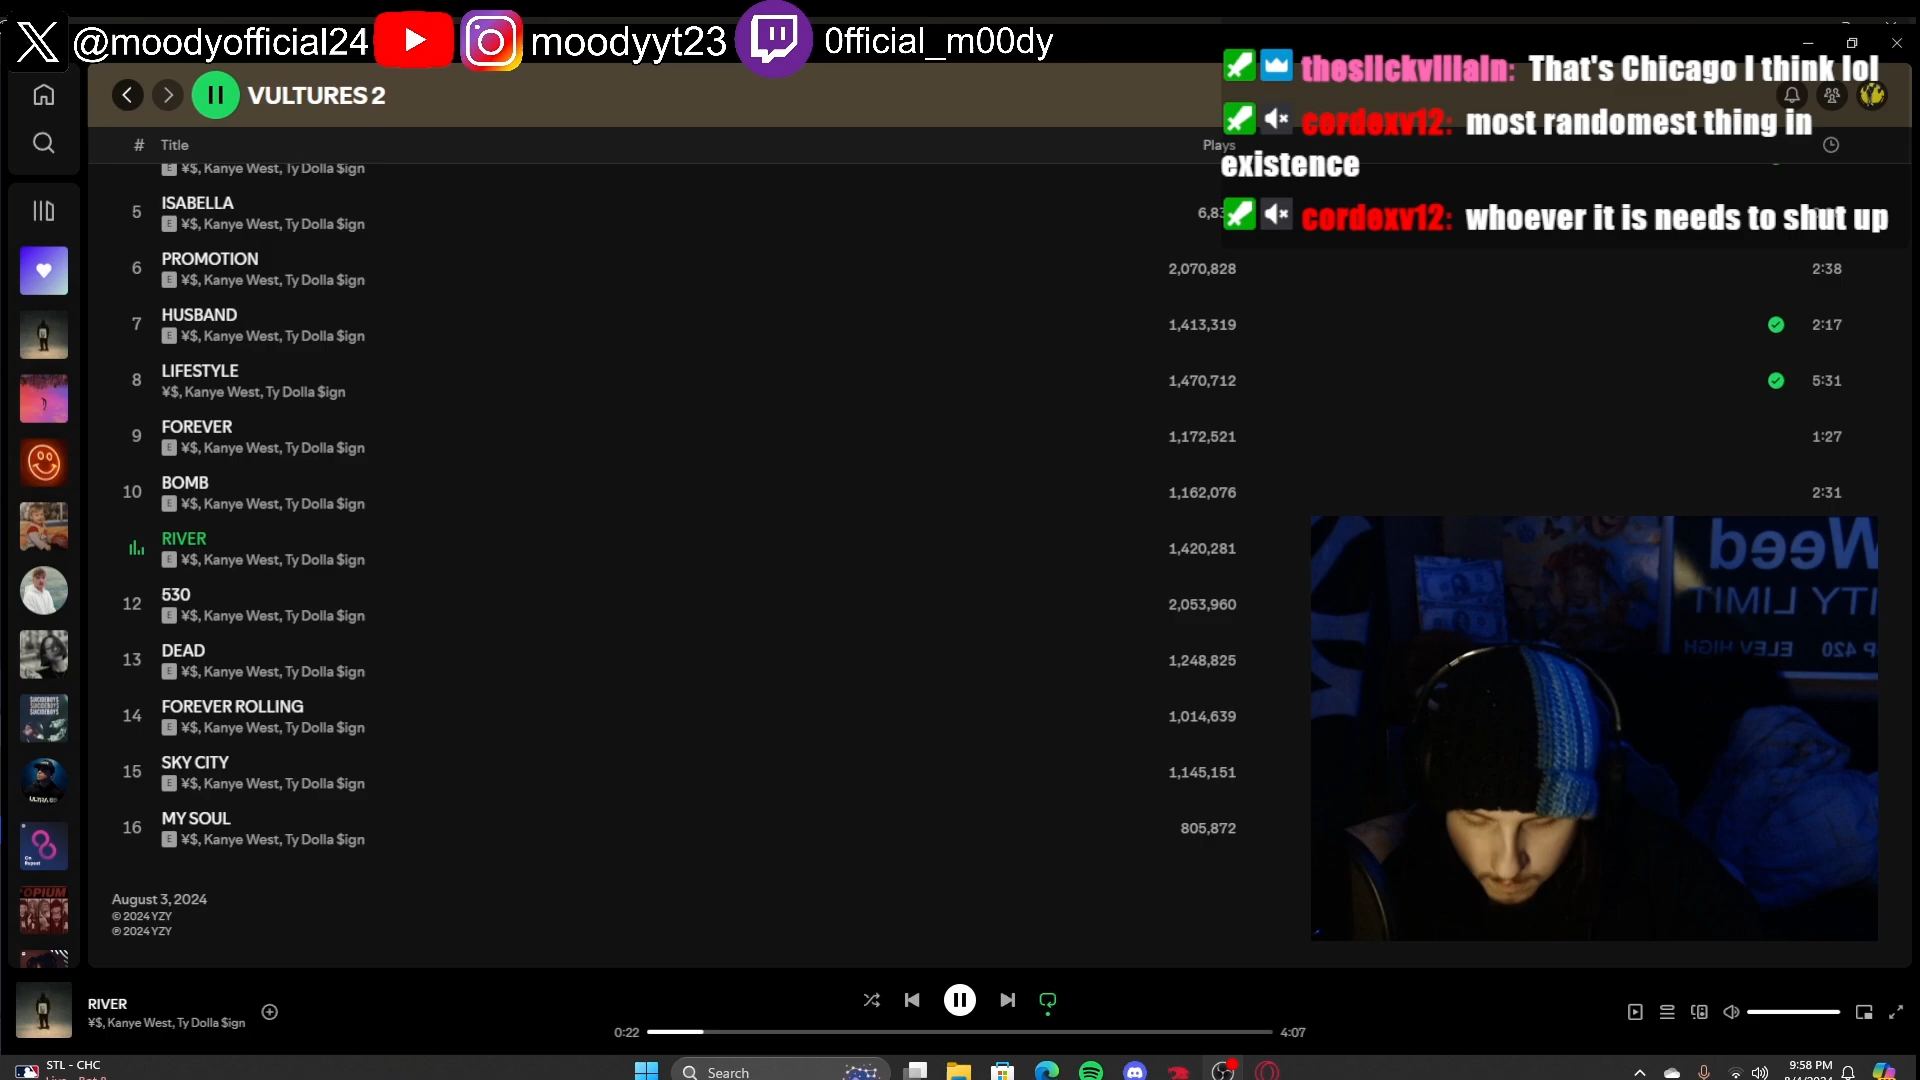 @moodyofficial24 moodyyt23 0fficial_m00dy
VULTURES 2
theslickvillain: That's Chicago I think lol
cordexv12: most randomest thing in
existence
cordexv12: whoever it is needs to shut up
# Title Plays
E ¥$, Kanye West, Ty Dolla $ign
5 ISABELLA
E ¥$, Kanye West, Ty Dolla $ign
6 PROMOTION 2,070,828 2:38
E ¥$, Kanye West, Ty Dolla $ign
7 HUSBAND 1,413,319 2:17
E ¥$, Kanye West, Ty Dolla $ign
8 LIFESTYLE 1,470,712 5:31
¥$, Kanye West, Ty Dolla $ign
9 FOREVER 1,172,521 1:27
E ¥$, Kanye West, Ty Dolla $ign
10 BOMB 1,162,076 2:31
E ¥$, Kanye West, Ty Dolla $ign
RIVER 1,420,281
E ¥$, Kanye West, Ty Dolla $ign
12 530 2,053,960
E ¥$, Kanye West, Ty Dolla $ign
13 DEAD 1,248,825
E ¥$, Kanye West, Ty Dolla $ign
14 FOREVER ROLLING 1,014,639
E ¥$, Kanye West, Ty Dolla $ign
15 SKY CITY 1,145,151
E ¥$, Kanye West, Ty Dolla $ign
16 MY SOUL 805,872
E ¥$, Kanye West, Ty Dolla $ign
Weed
ITY LIMIT
P 420 ELEV HIGH
August 3, 2024
© 2024 YZY
℗ 2024 YZY
RIVER
¥$, Kanye West, Ty Dolla $ign
0:22 4:07
STL - CHC
Search
9:58 PM